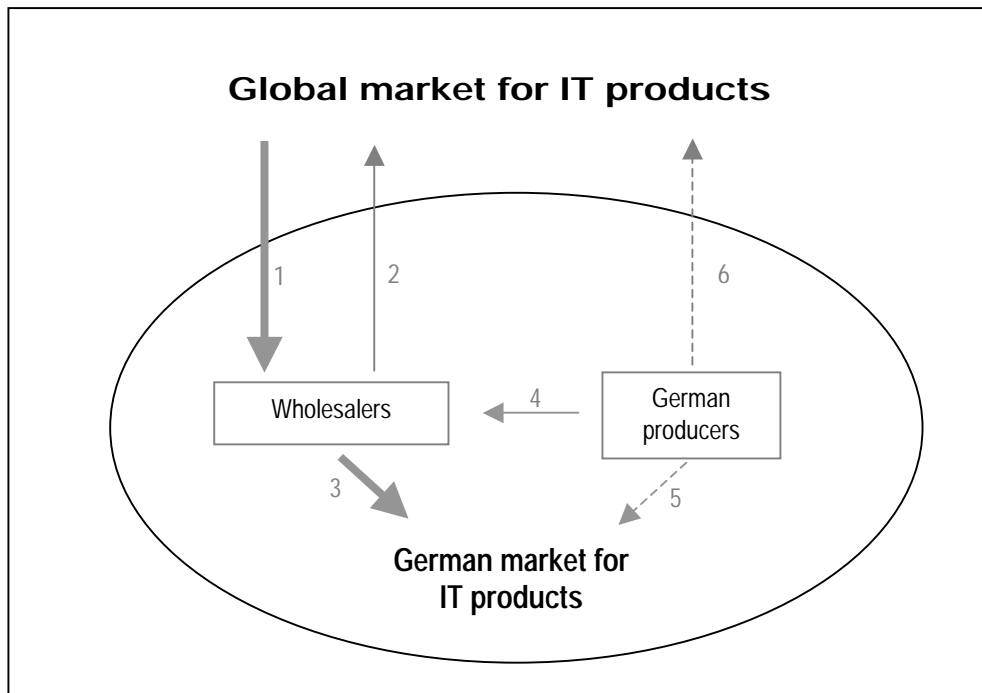 Global market for IT products
1
2
6
Wholesalers
4
German
producers
3
5
German market for
IT products